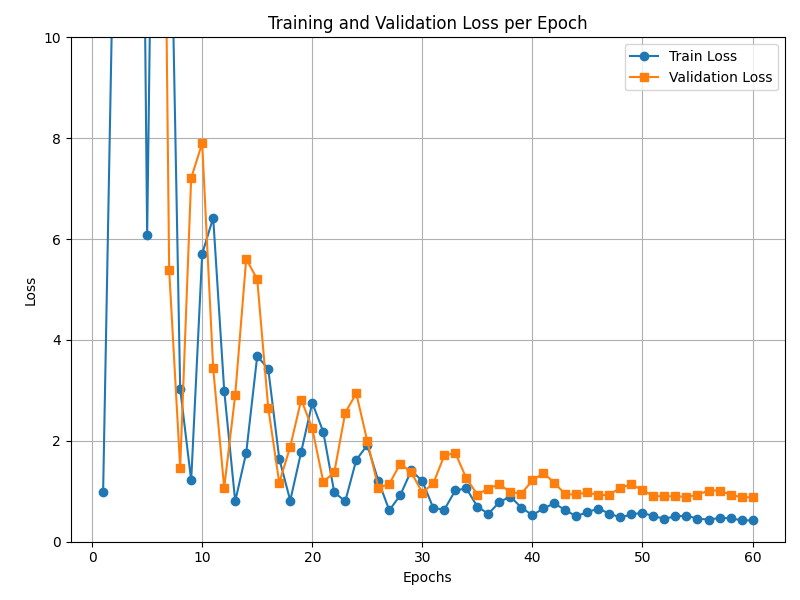 Training and Validation Loss per Epoch
10
Train Loss
Validation Loss
8
6
Loss
4
2
0
0 10 20 30 40 50 60
Epochs